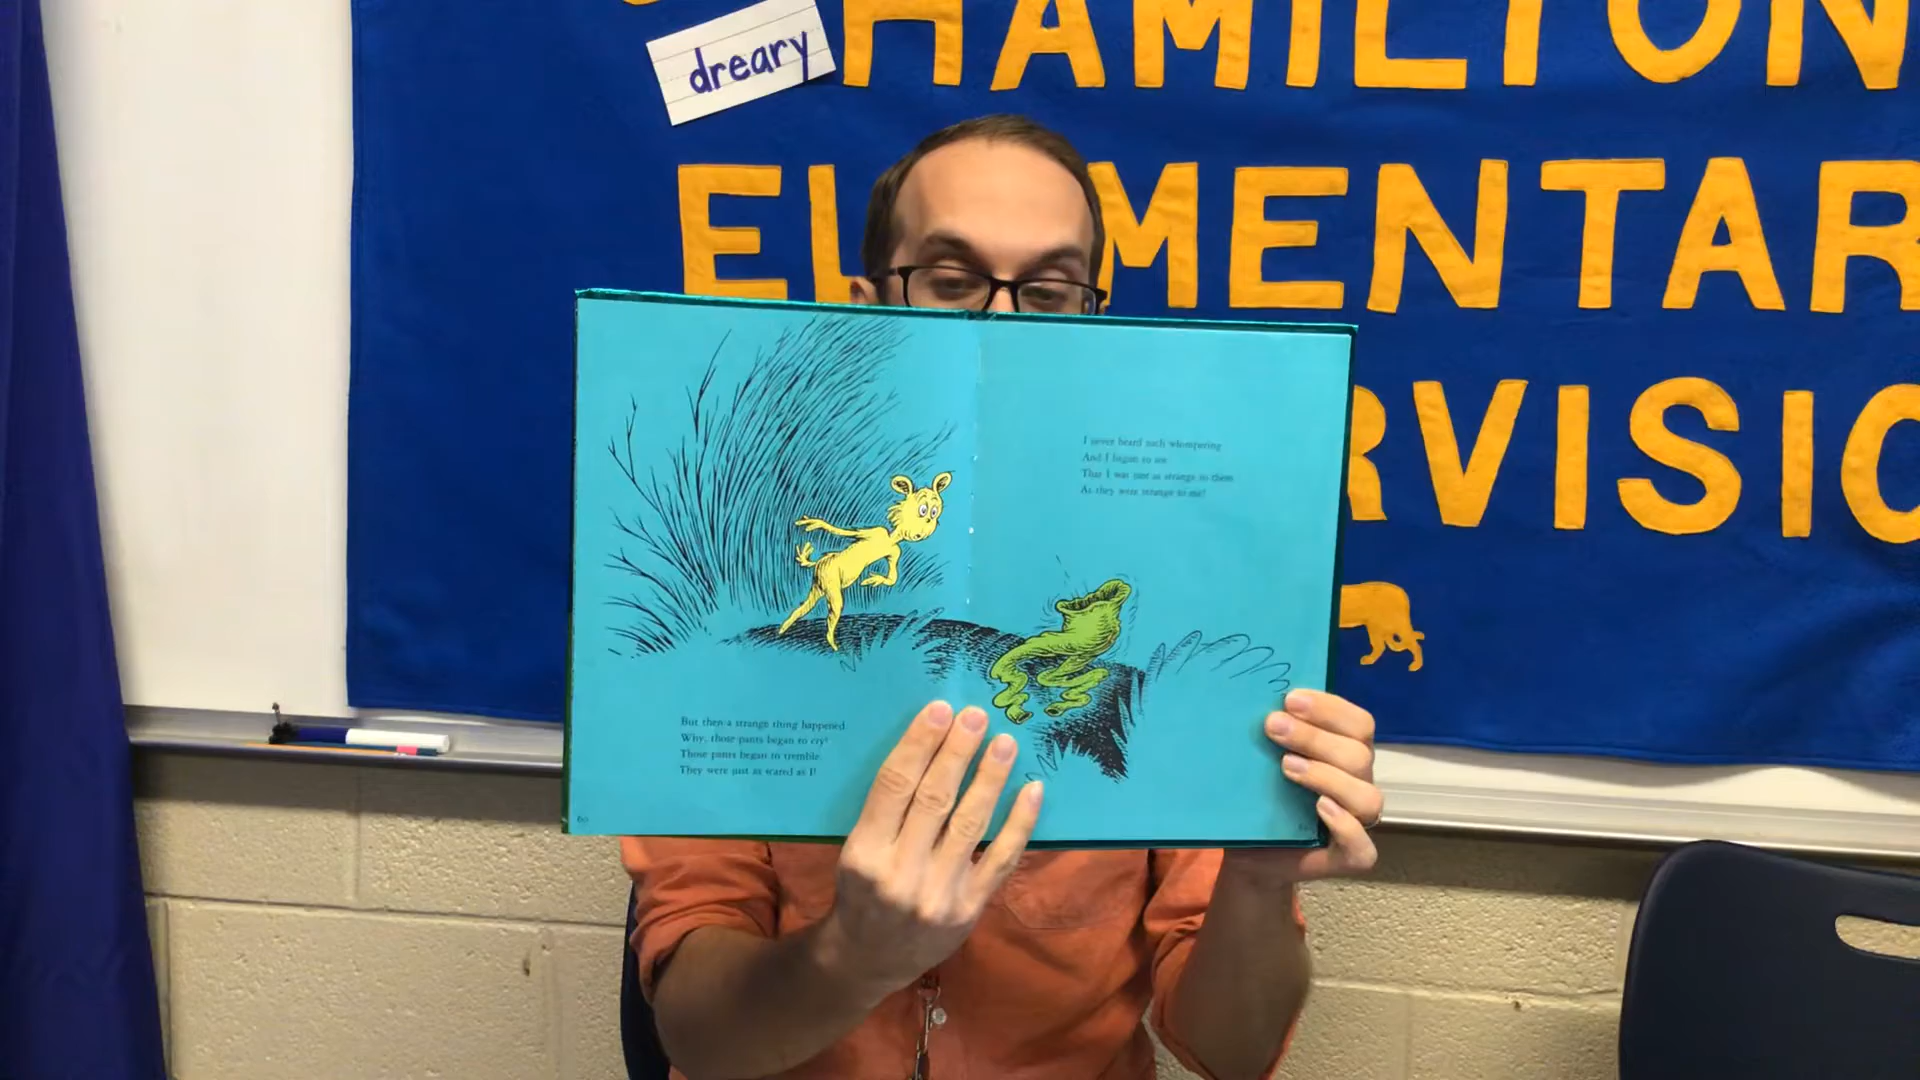 dreary
HAMILTON
ELEMENTAR
RVISIO
I never heard such whimpering
And I began to see
That I was just as strange to them
As they were strange to me!
But then a strange thing happened.
Why, those pants began to cry!
Those pants began to tremble.
They were just as scared as I!
60